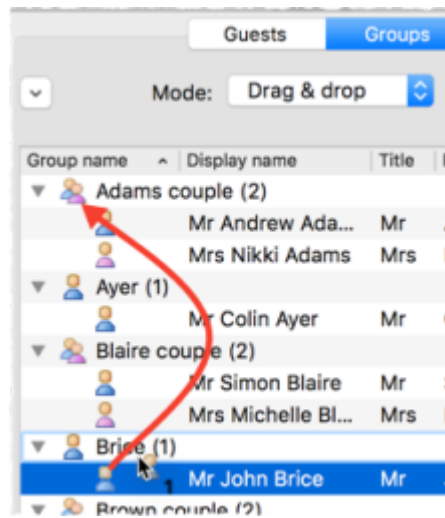 Guests Groups
Mode: Drag & drop
Group name Display name Title
Adams couple (2)
Mr Andrew Ada... Mr
Mrs Nikki Adams Mrs
Ayer (1)
Mr Colin Ayer Mr
Blaire couple (2)
Mr Simon Blaire Mr
Mrs Michelle Bl... Mrs
Brice (1)
1
Mr John Brice Mr
Brown couple (2)